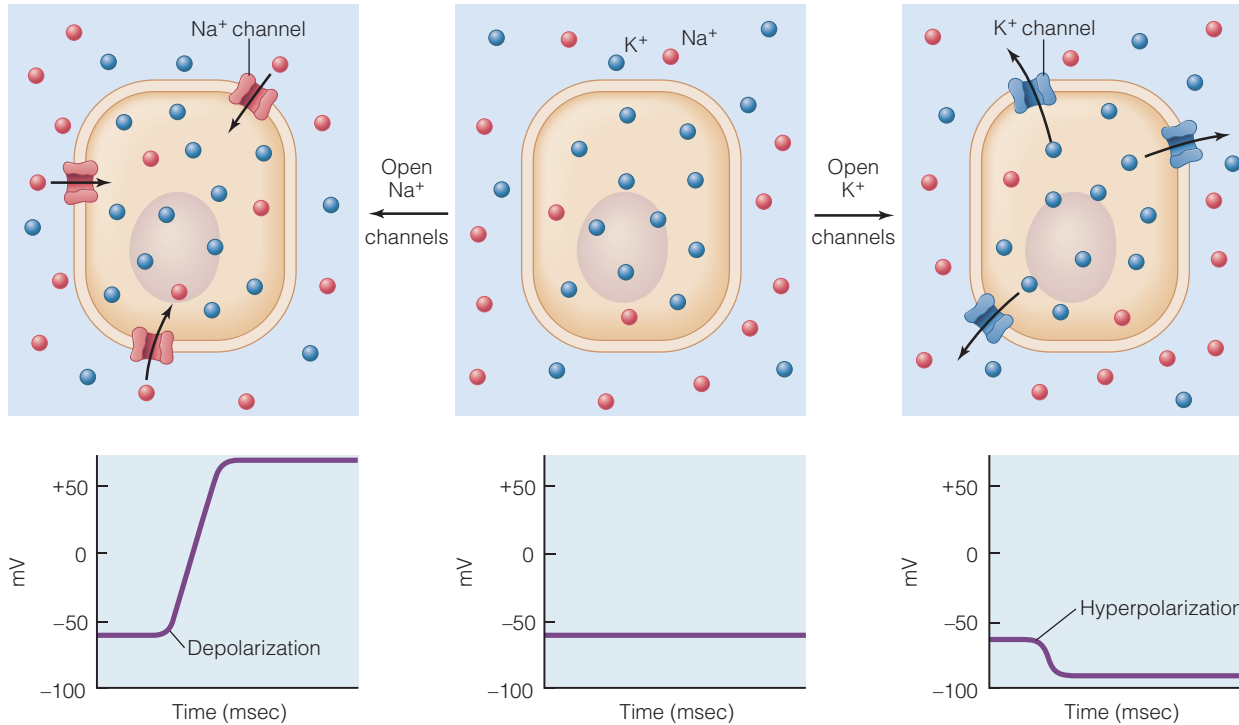 Na⁺ channel
K⁺
Na⁺
K⁺ channel
Open
Na⁺
channels
Open
K⁺
channels
+50
0
−50
−100
mV
Depolarization
Time (msec)
+50
0
−50
−100
mV
Time (msec)
+50
0
−50
−100
mV
Hyperpolarization
Time (msec)